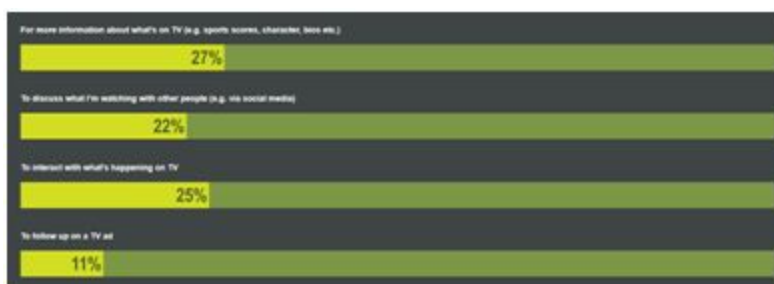 For more information about what's on TV (e.g. sports scores, character, bios etc.)
27%
To discuss what I'm watching with other people (e.g. via social media)
22%
To interact with what's happening on TV
25%
To follow up on a TV ad
11%